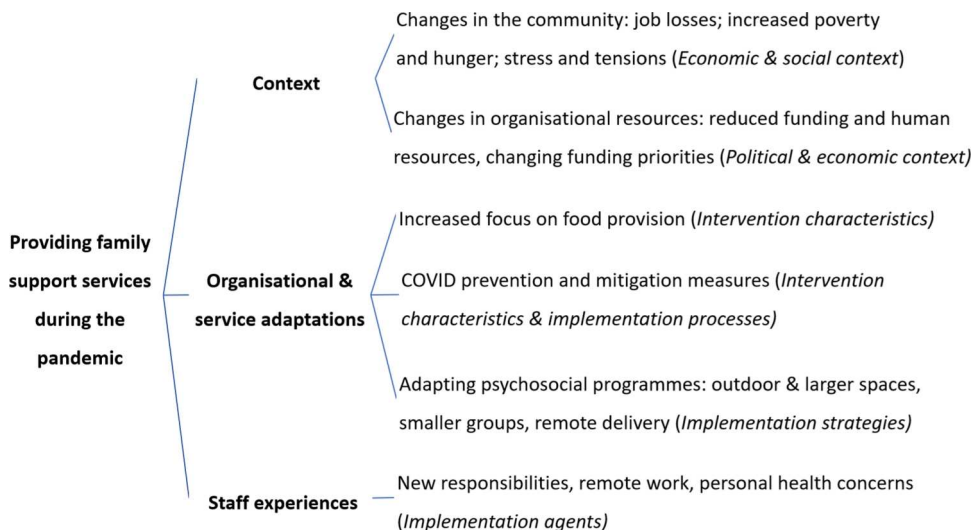 Providing family
support services
during the
pandemic
Context
Changes in the community: job losses; increased poverty
and hunger; stress and tensions (Economic & social context)
Changes in organisational resources: reduced funding and human
resources, changing funding priorities (Political & economic context)
Organisational &
service adaptations
Increased focus on food provision (Intervention characteristics)
COVID prevention and mitigation measures (Intervention
characteristics & implementation processes)
Adapting psychosocial programmes: outdoor & larger spaces,
smaller groups, remote delivery (Implementation strategies)
Staff experiences
New responsibilities, remote work, personal health concerns
(Implementation agents)